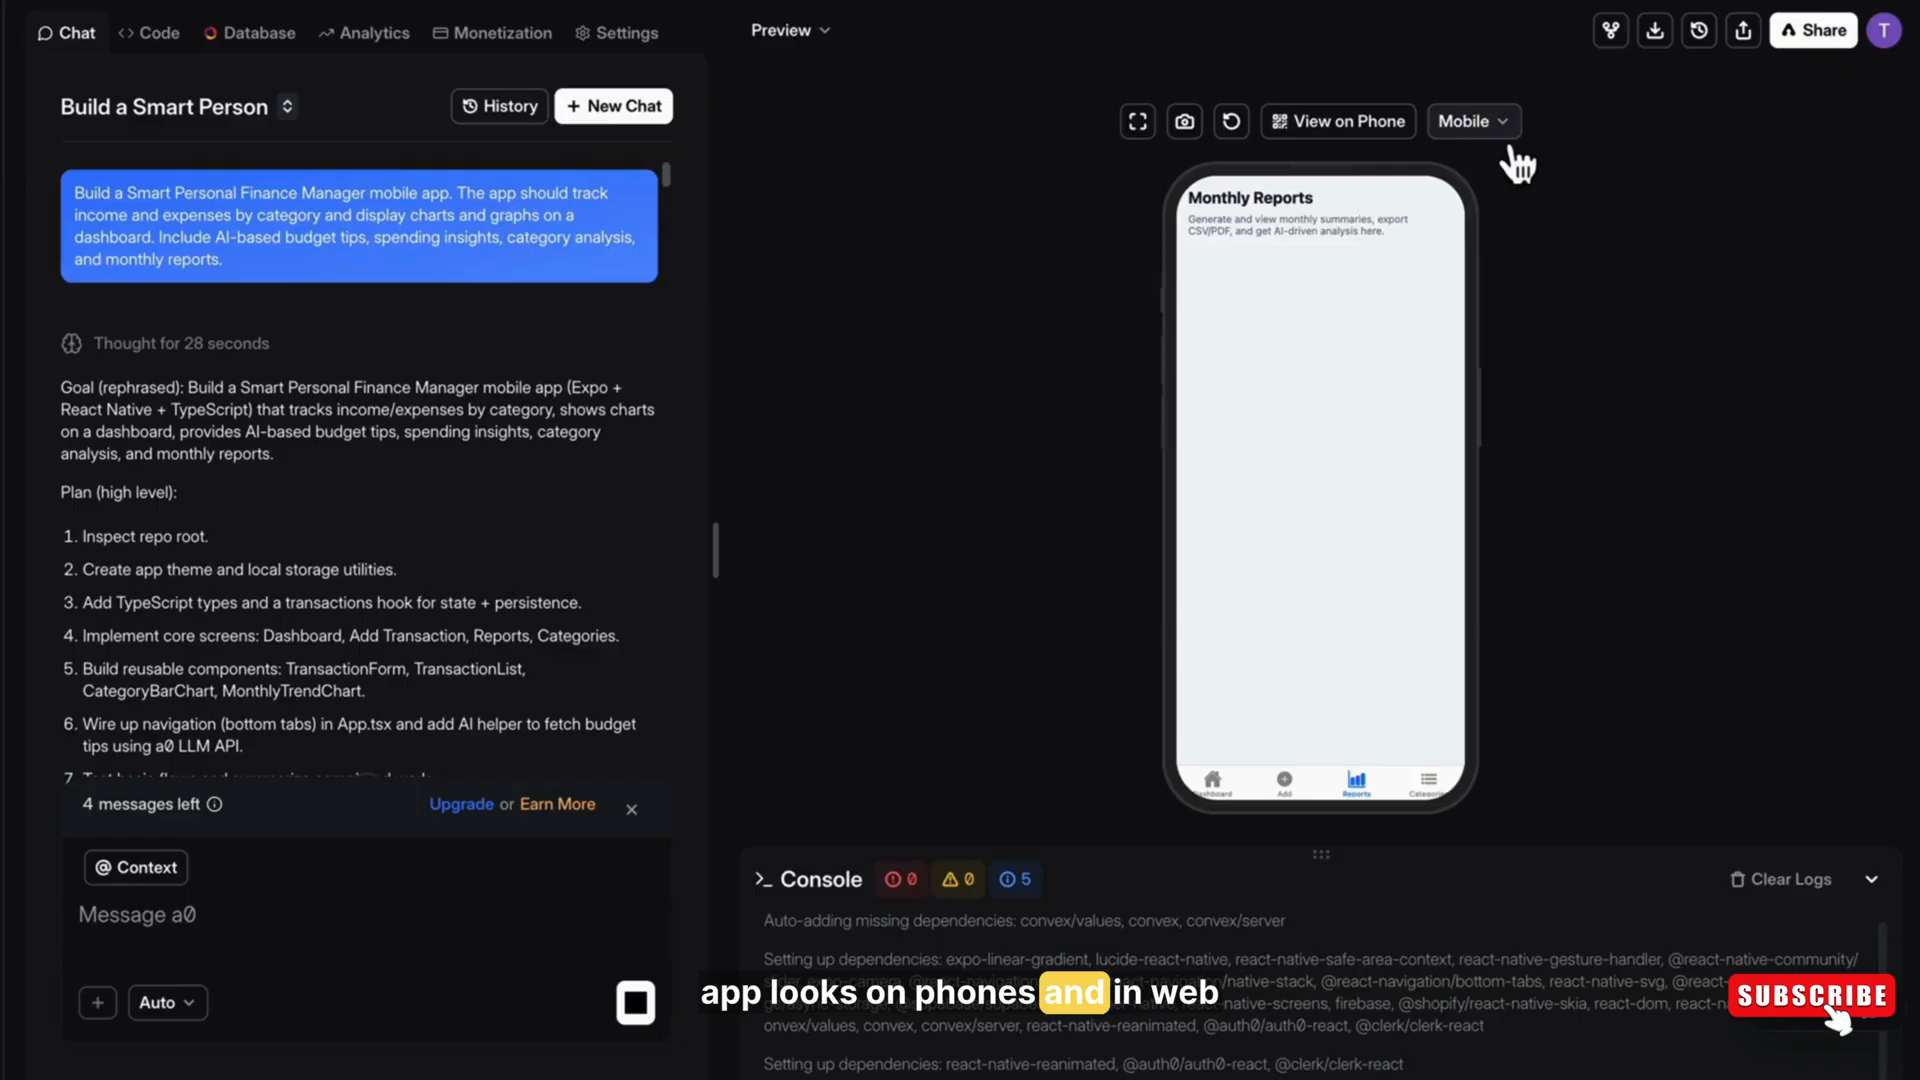 Chat
Code
Database
Analytics
Monetization
Settings
Preview
Share
T
Build a Smart Person
History
+ New Chat
View on Phone
Mobile
Build a Smart Personal Finance Manager mobile app. The app should track
income and expenses by category and display charts and graphs on a
dashboard. Include AI-based budget tips, spending insights, category analysis,
and monthly reports.
Thought for 28 seconds
Goal (rephrased): Build a Smart Personal Finance Manager mobile app (Expo +
React Native + TypeScript) that tracks income/expenses by category, shows charts
on a dashboard, provides AI-based budget tips, spending insights, category
analysis, and monthly reports.
Plan (high level):
1. Inspect repo root.
2. Create app theme and local storage utilities.
3. Add TypeScript types and a transactions hook for state + persistence.
4. Implement core screens: Dashboard, Add Transaction, Reports, Categories.
5. Build reusable components: TransactionForm, TransactionList,
CategoryBarChart, MonthlyTrendChart.
6. Wire up navigation (bottom tabs) in App.tsx and add AI helper to fetch budget
tips using a0 LLM API.
7
4 messages left
Upgrade or Earn More
@ Context
Message a0
Auto
Monthly Reports
Generate and view monthly summaries, export
CSV/PDF, and get AI-driven analysis here.
shboard
Add
Reports
Categori
Console
0
0
5
Clear Logs
Auto-adding missing dependencies: convex/values, convex, convex/server
Setting up dependencies: expo-linear-gradient, lucide-react-native, react-native-safe-area-context, react-native-gesture-handler, @react-native-community/
/native-stack, @react-navigation/bottom-tabs, react-native-svg,
-native-screens, firebase, @shopify/react-native-skia, react-dom,
onvex/values, convex, convex/server, react-native-reanimated, @auth0/auth0-react, @clerk/clerk-react
Setting up dependencies: react-native-reanimated, @auth0/auth0-react, @clerk/clerk-react
app looks on phones and in web
SUBSCRIBE